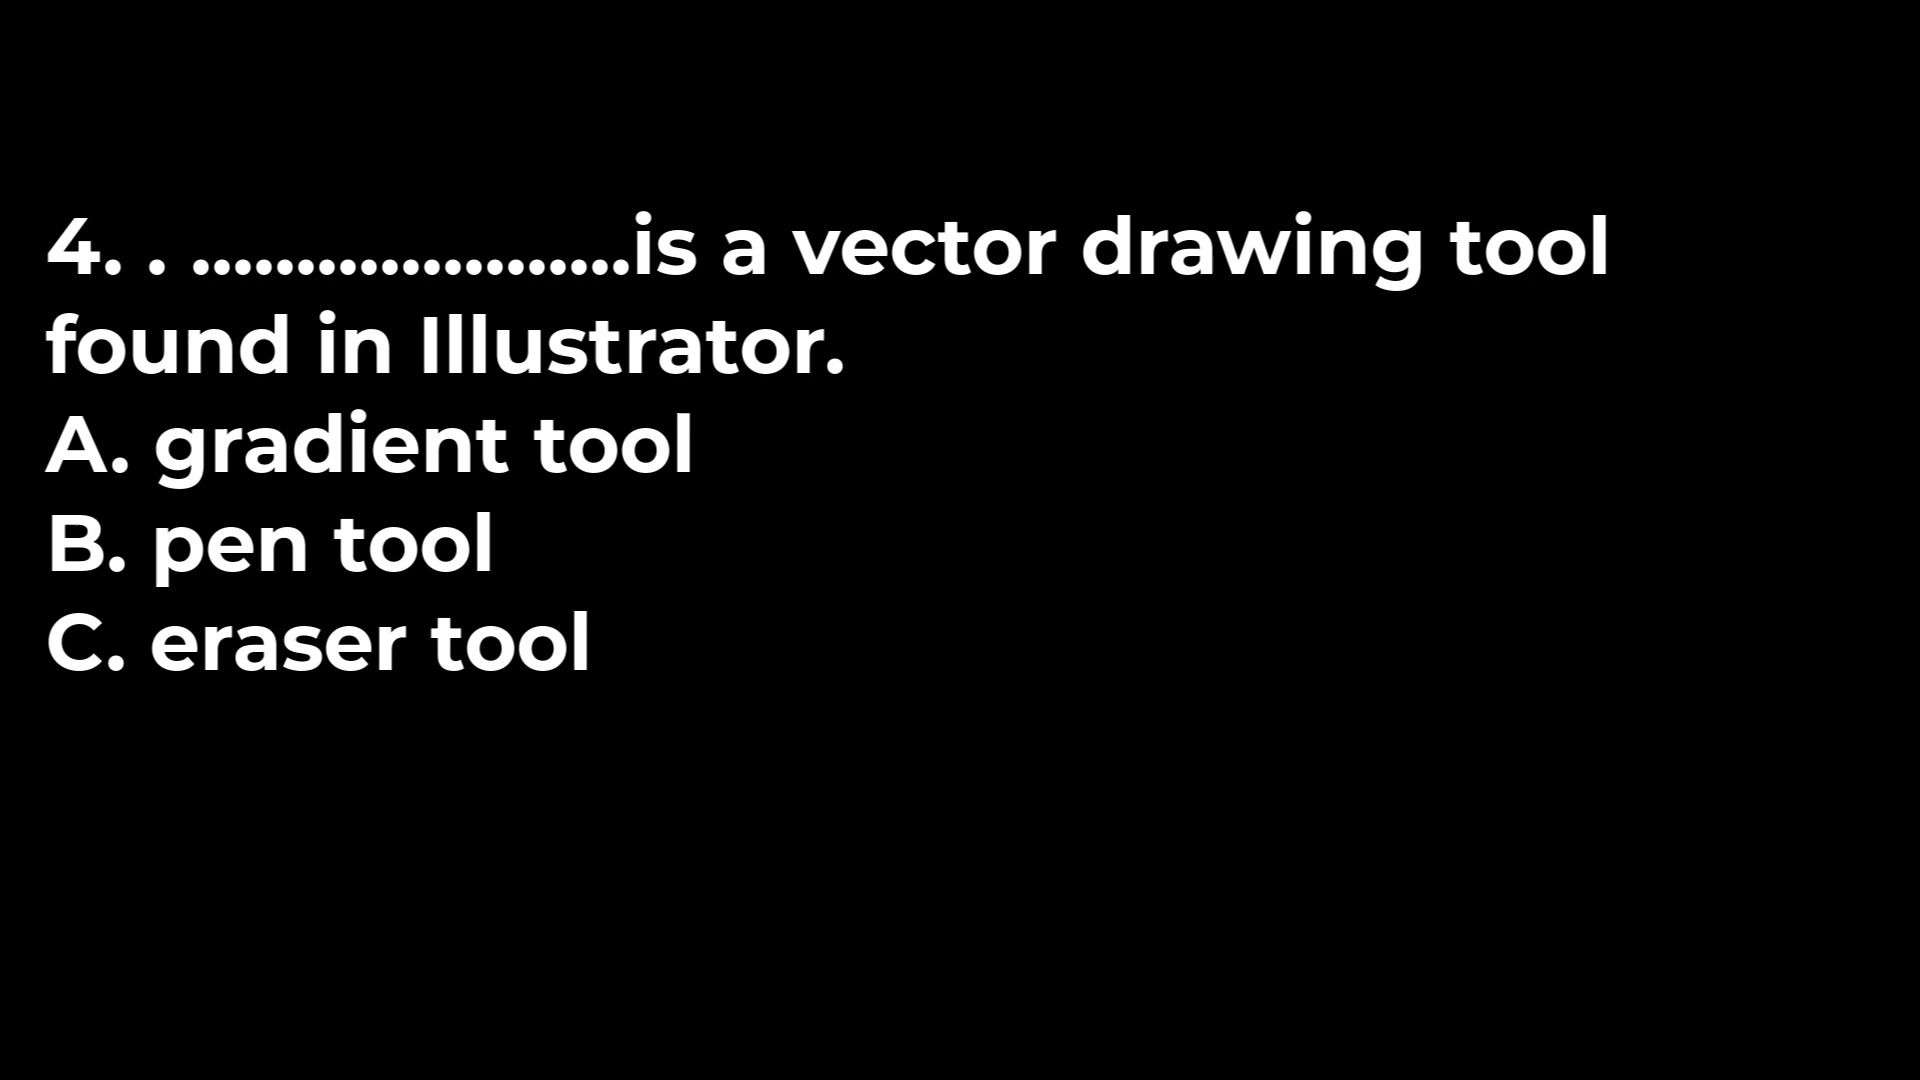 4. . .....................is a vector drawing tool
found in Illustrator.
A. gradient tool
B. pen tool
C. eraser tool